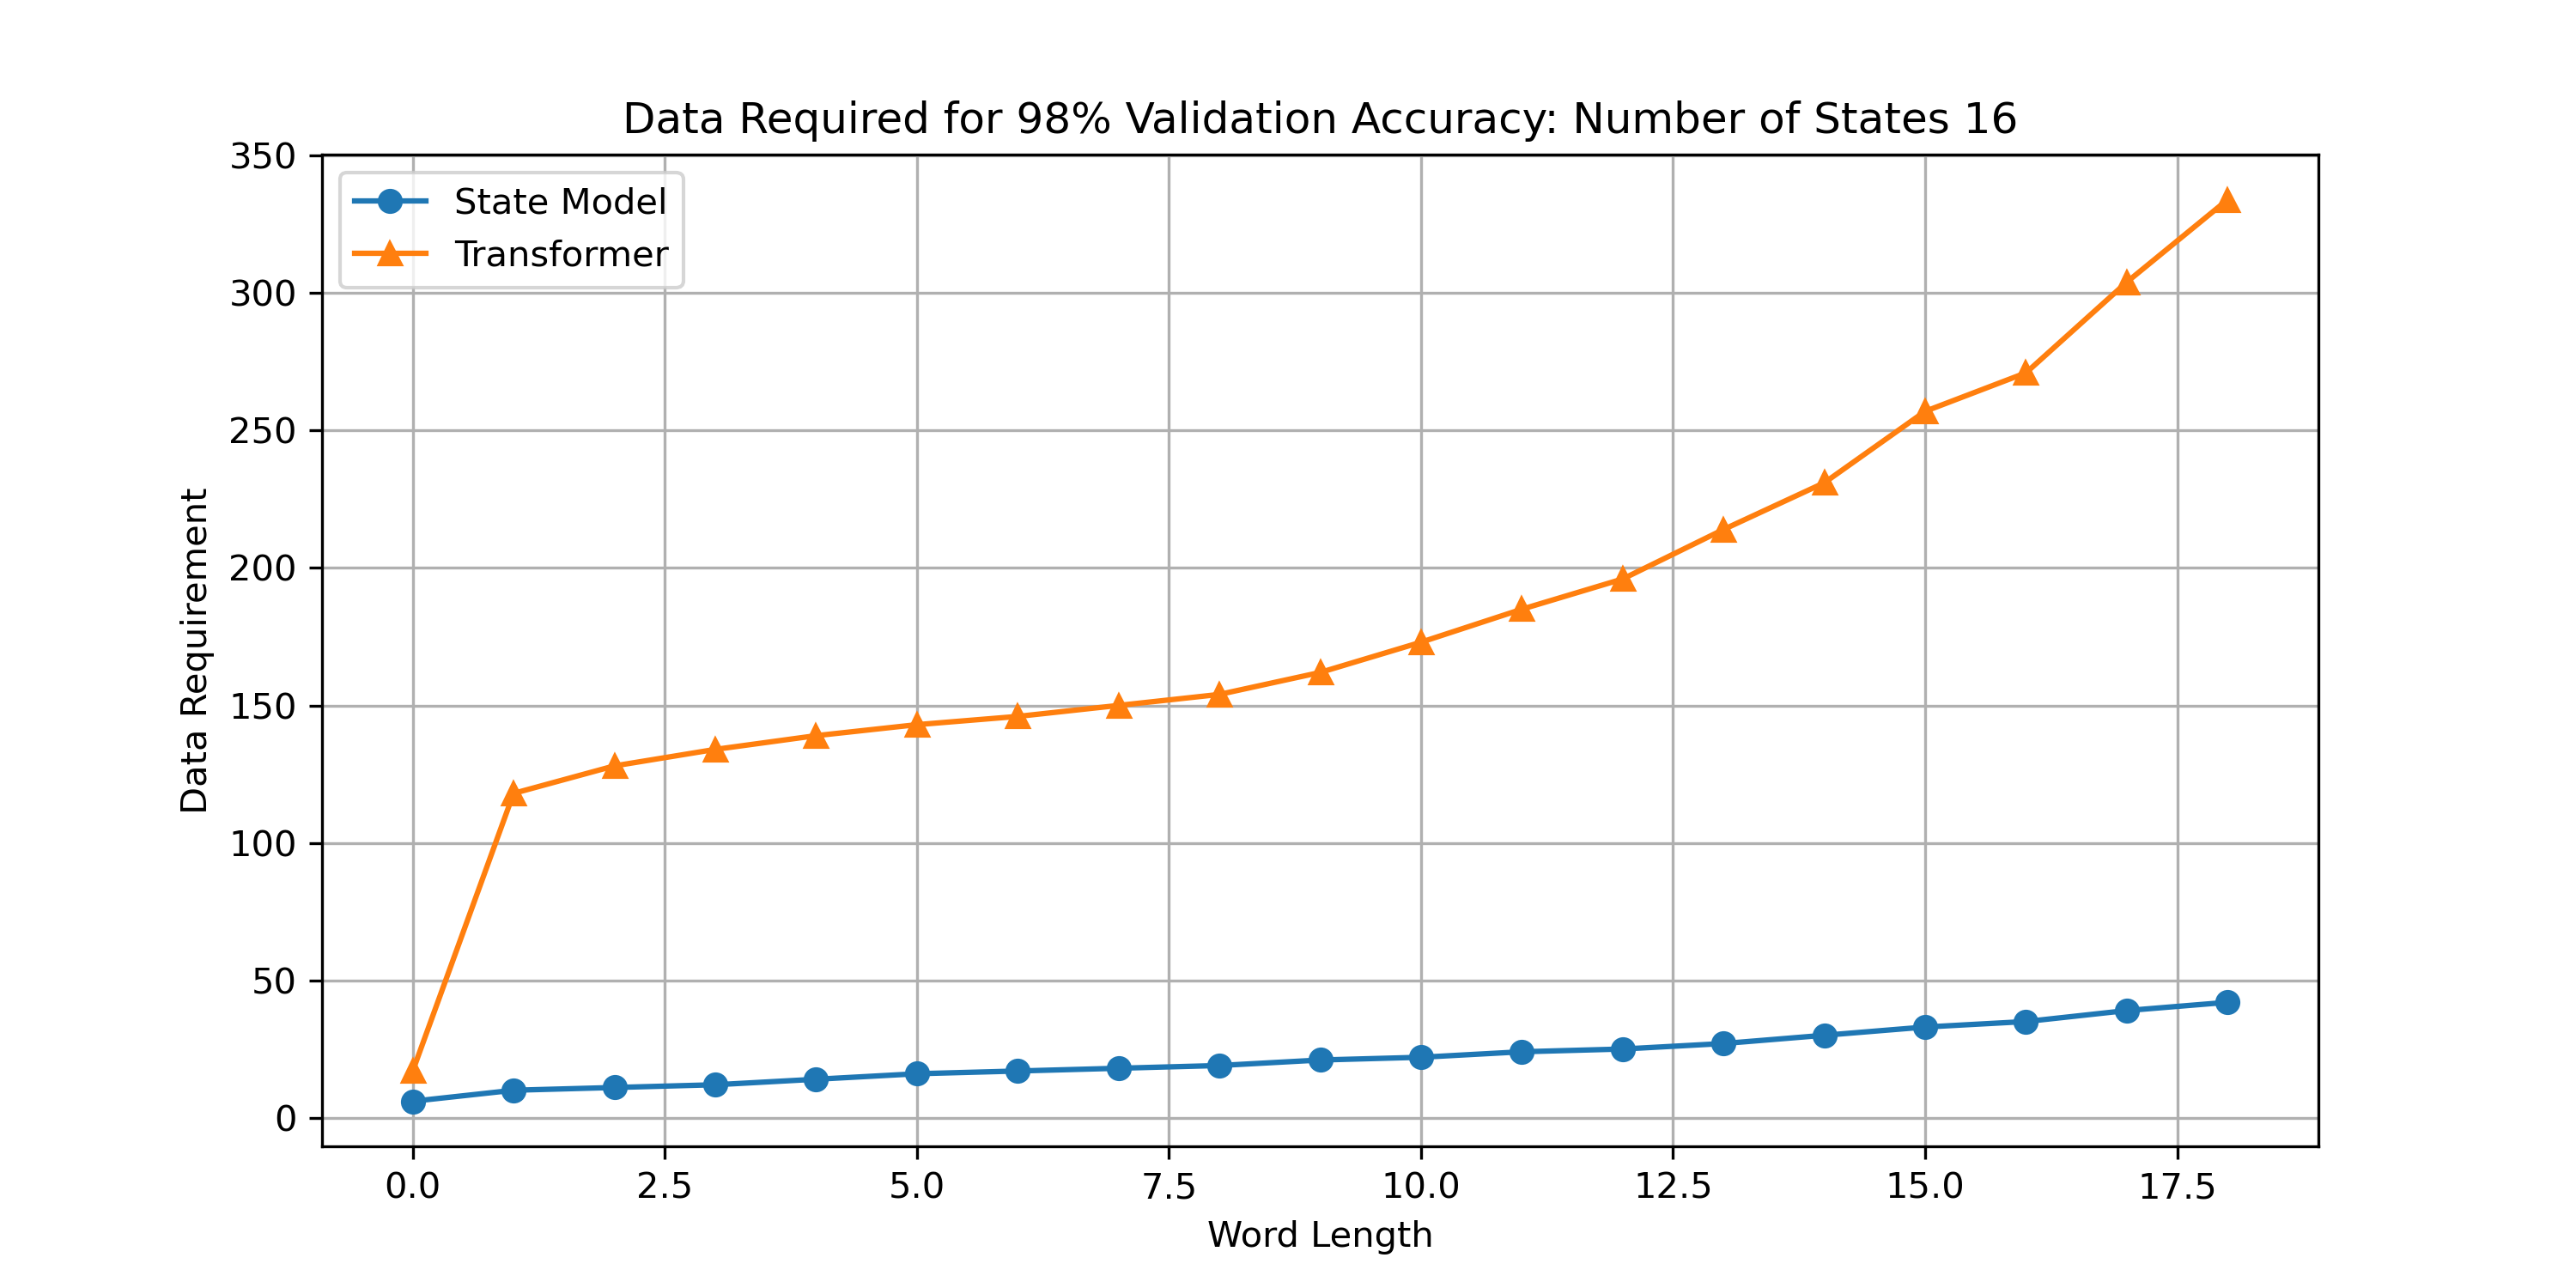 Data Required for 98% Validation Accuracy: Number of States 16
State Model
Transformer
Data Requirement
350
300
250
200
150
100
50
0
0.0 2.5 5.0 7.5 10.0 12.5 15.0 17.5
Word Length